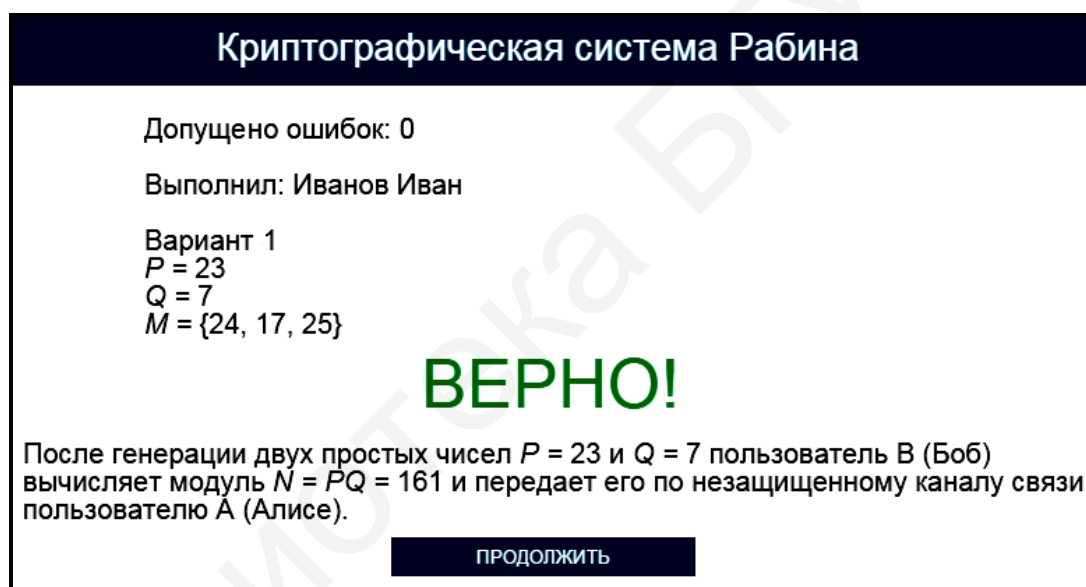 Криптографическая система Рабина
Допущено ошибок: 0
Выполнил: Иванов Иван
Вариант 1
P = 23
Q = 7
M = {24, 17, 25}
ВЕРНО!
После генерации двух простых чисел P = 23 и Q = 7 пользователь В (Боб)
вычисляет модуль N = PQ = 161 и передает его по незащищенному каналу связи
пользователю А (Алисе).
ПРОДОЛЖИТЬ